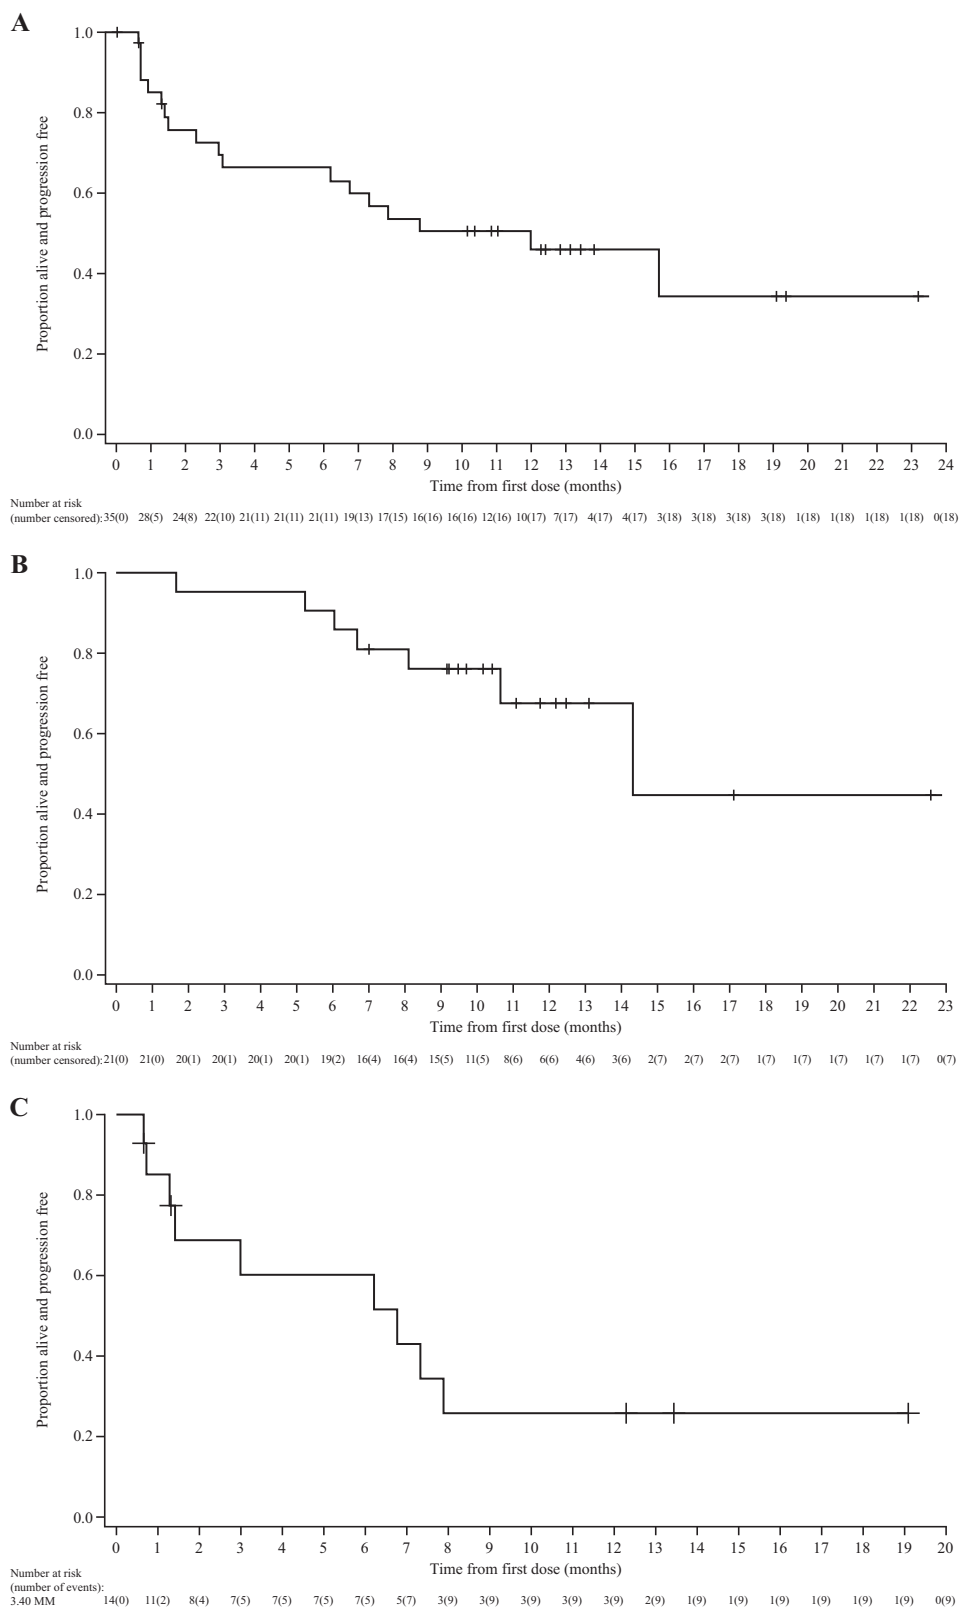 A
1.0
0.8
0.6
0.4
0.2
0.0
Proportion alive and progression free
0 1 2 3 4 5 6 7 8 9 10 11 12 13 14 15 16 17 18 19 20 21 22 23 24
Time from first dose (months)
Number at risk
(number censored): 35(0) 28(5) 24(8) 22(10) 21(11) 21(11) 21(11) 19(13) 17(15) 16(16) 16(16) 12(16) 10(17) 7(17) 4(17) 4(17) 3(18) 3(18) 3(18) 3(18) 1(18) 1(18) 1(18) 1(18) 0(18)
B
1.0
0.8
0.6
0.4
0.2
0.0
Proportion alive and progression free
0 1 2 3 4 5 6 7 8 9 10 11 12 13 14 15 16 17 18 19 20 21 22 23
Time from first dose (months)
Number at risk
(number censored): 21(0) 21(0) 20(1) 20(1) 20(1) 20(1) 19(2) 16(4) 16(4) 15(5) 11(5) 8(6) 6(6) 4(6) 3(6) 2(7) 2(7) 2(7) 1(7) 1(7) 1(7) 1(7) 1(7) 0(7)
C
1.0
0.8
0.6
0.4
0.2
0.0
Proportion alive and progression free
0 1 2 3 4 5 6 7 8 9 10 11 12 13 14 15 16 17 18 19 20
Time from first dose (months)
Number at risk
(number of events):
3.40 MM 14(0) 11(2) 8(4) 7(5) 7(5) 7(5) 7(5) 5(7) 3(9) 3(9) 3(9) 3(9) 3(9) 2(9) 1(9) 1(9) 1(9) 1(9) 1(9) 1(9) 0(9)